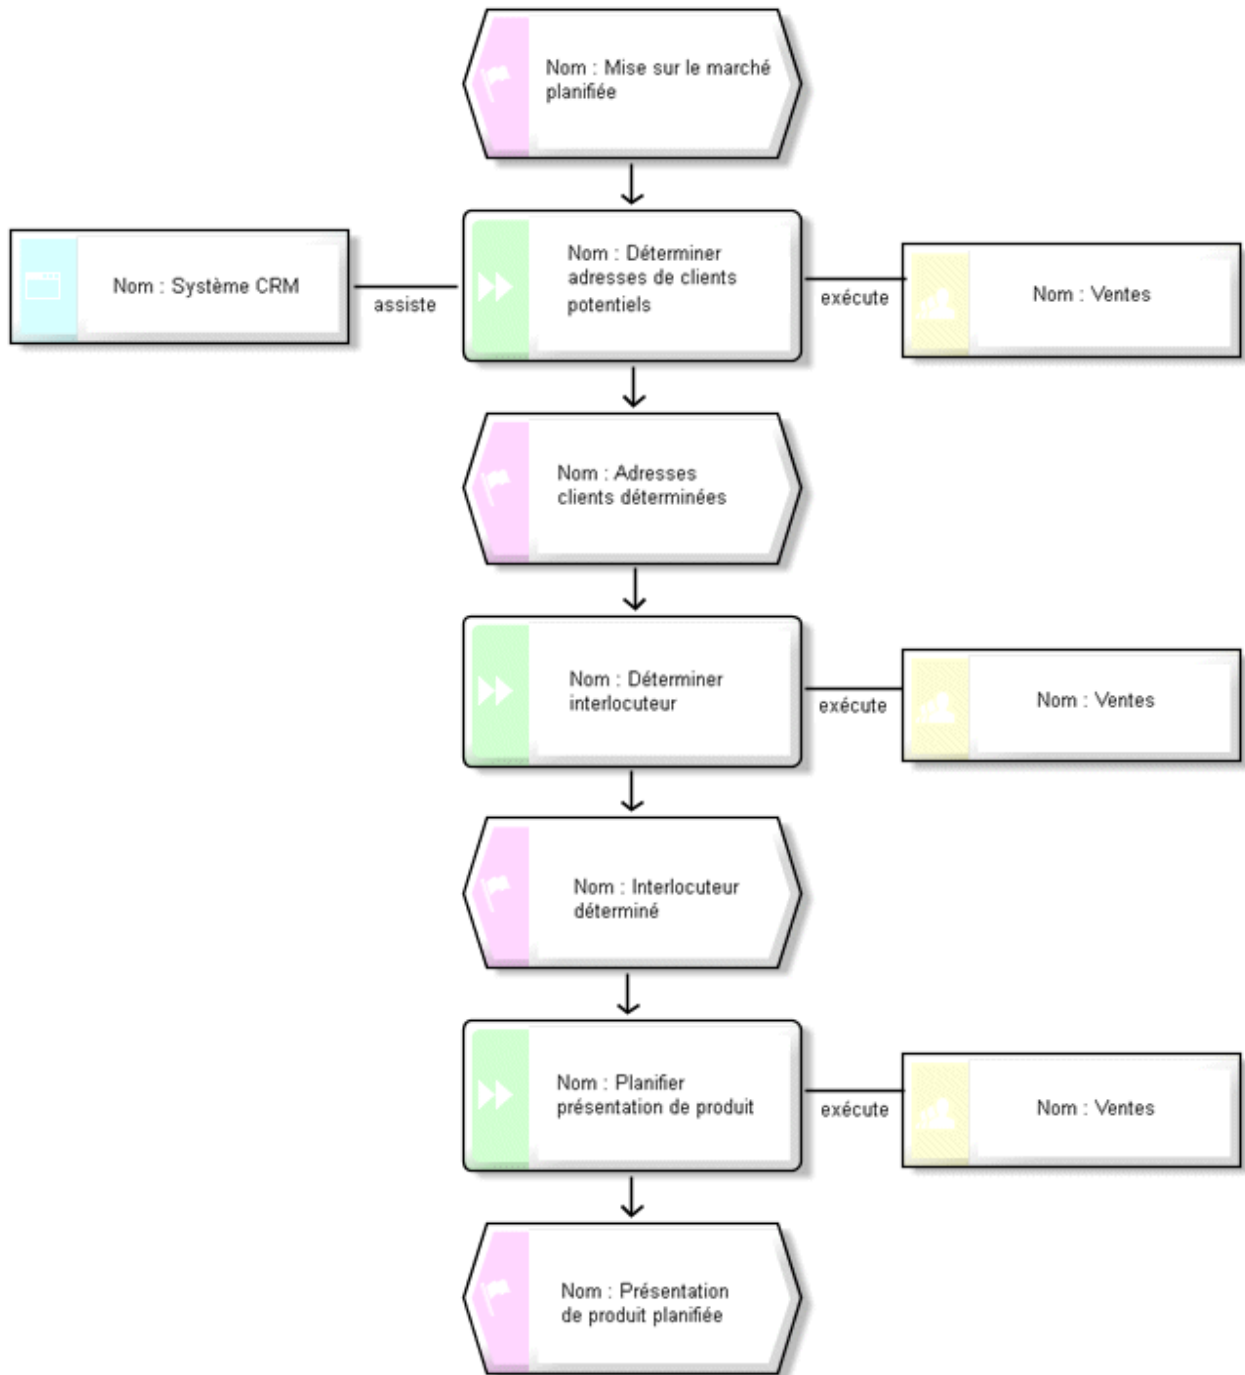 Nom : Mise sur le marché
planifiée
Nom : Système CRM
assiste
Nom : Déterminer
adresses de clients
potentiels
exécute
Nom : Ventes
Nom : Adresses
clients déterminées
Nom : Déterminer
interlocuteur
exécute
Nom : Ventes
Nom : Interlocuteur
déterminé
Nom : Planifier
présentation de produit
exécute
Nom : Ventes
Nom : Présentation
de produit planifiée